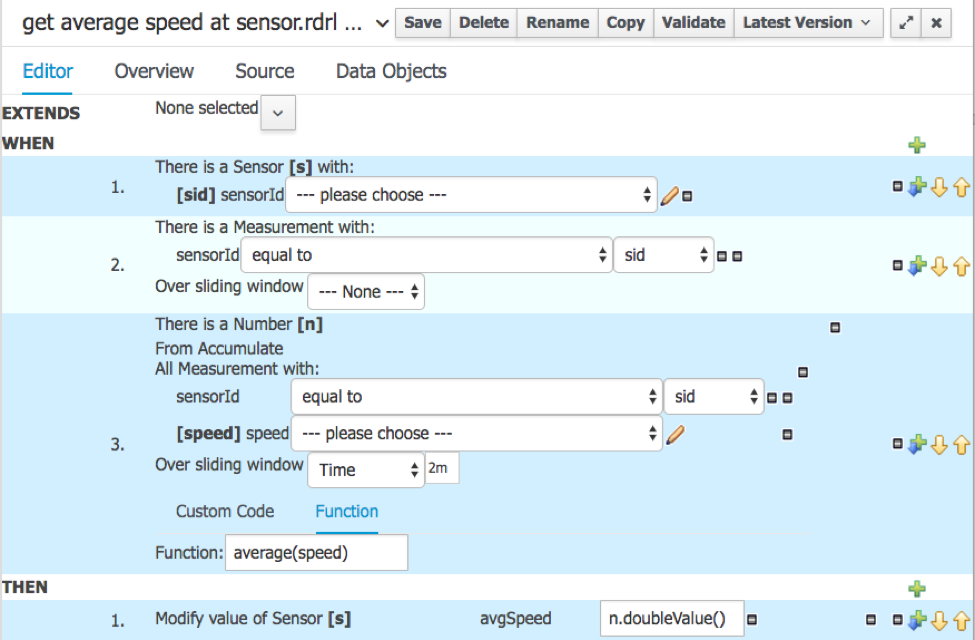 get average speed at sensor.rdrl ... Save Delete Rename Copy Validate Latest Version
Editor Overview Source Data Objects
EXTENDS None selected
WHEN
There is a Sensor [s] with:
1. [sid] sensorId --- please choose ---
There is a Measurement with:
2. sensorId equal to sid
Over sliding window --- None ---
There is a Number [n]
From Accumulate
All Measurement with:
sensorId equal to sid
3. [speed] speed --- please choose ---
Over sliding window Time 2m
Custom Code Function
Function: average(speed)
THEN
1. Modify value of Sensor [s] avgSpeed n.doubleValue()